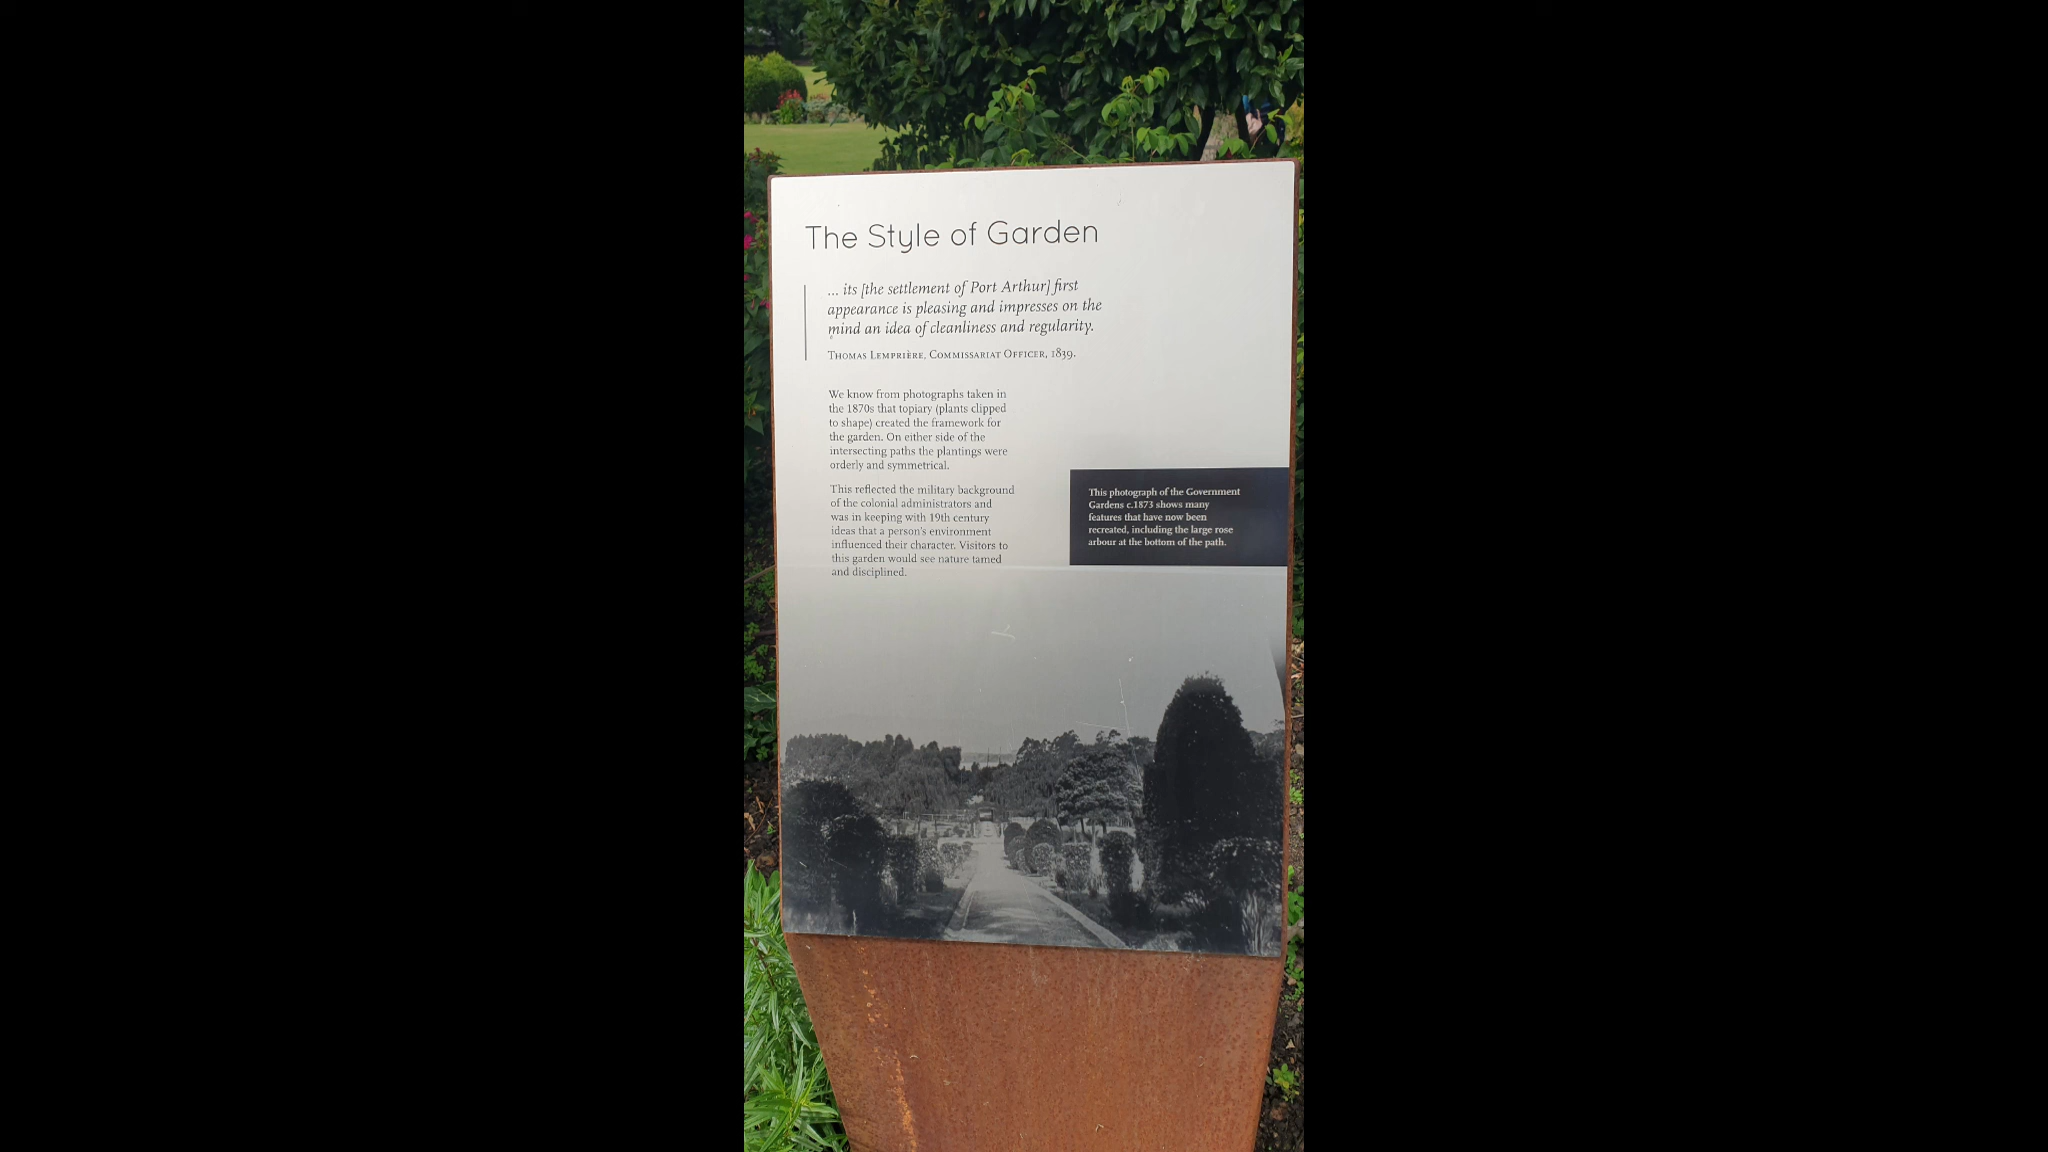 The Style of Garden
... its [the settlement of Port Arthur] first
appearance is pleasing and impresses on the
mind an idea of cleanliness and regularity.
Thomas Lemprière, Commissariat Officer, 1839.
We know from photographs taken in
the 1870s that topiary (plants clipped
to shape) created the framework for
the garden. On either side of the
intersecting paths the plantings were
orderly and symmetrical.
This reflected the military background
of the colonial administrators and
was in keeping with 19th century
ideas that a person's environment
influenced their character. Visitors to
this garden would see nature tamed
and disciplined.
This photograph of the Government
Gardens c.1873 shows many
features that have now been
recreated, including the large rose
arbour at the bottom of the path.